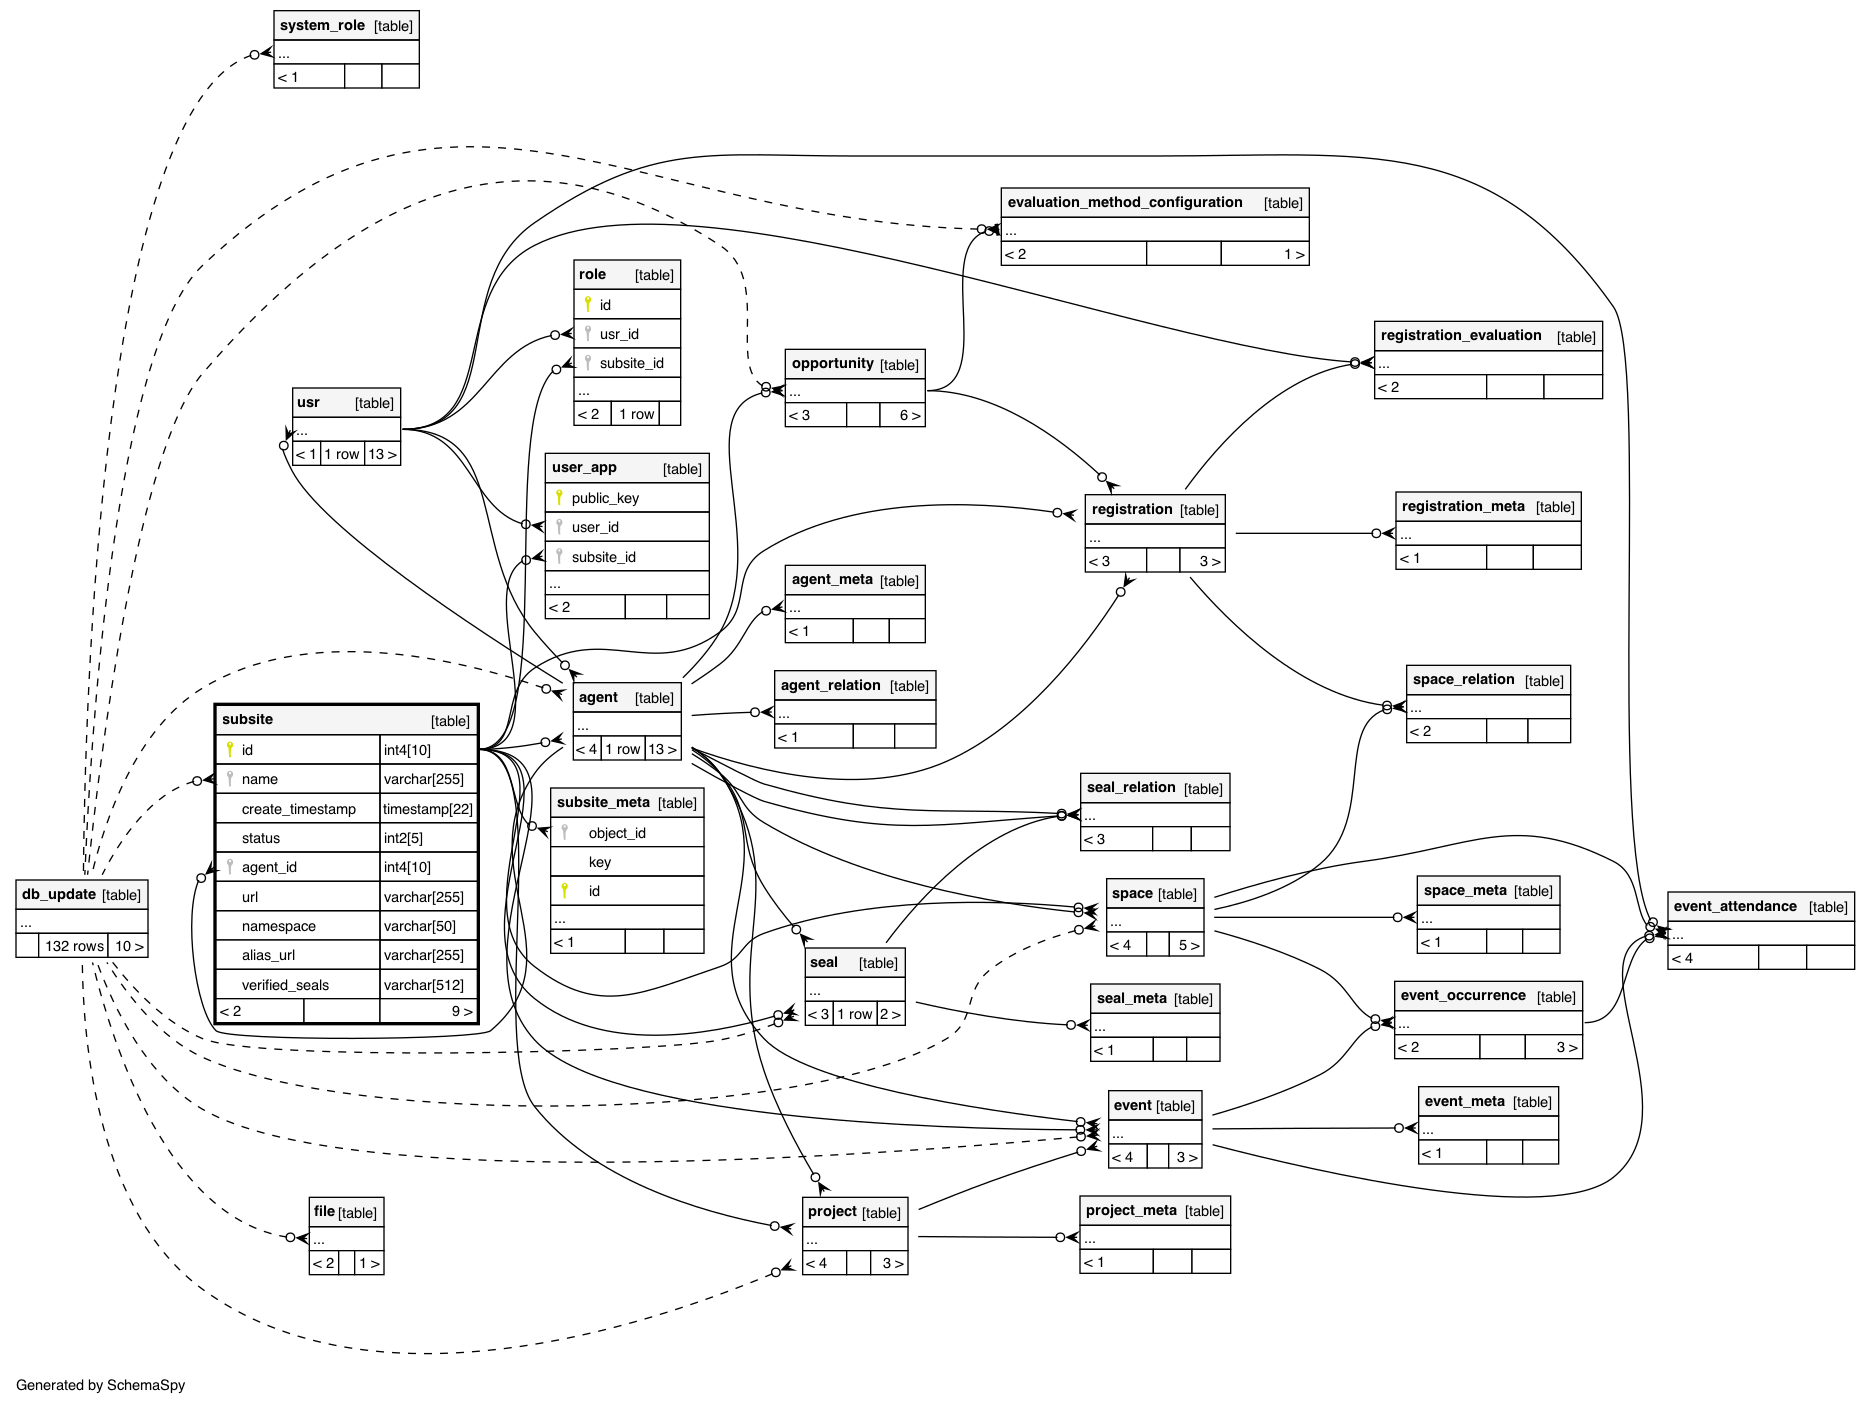 system_role [table]
...
< 1
evaluation_method_configuration [table]
...
< 2 1 >
role [table]
id
usr_id
subsite_id
...
< 2 1 row
registration_evaluation [table]
...
< 2
opportunity [table]
...
< 3 6 >
usr [table]
...
< 1 1 row 13 >
user_app [table]
public_key
user_id
subsite_id
...
< 2
registration [table]
...
< 3 3 >
registration_meta [table]
...
< 1
agent_meta [table]
...
< 1
agent [table]
...
< 4 1 row 13 >
agent_relation [table]
...
< 1
space_relation [table]
...
< 2
subsite [table]
id int4[10]
name varchar[255]
create_timestamp timestamp[22]
status int2[5]
agent_id int4[10]
url varchar[255]
namespace varchar[50]
alias_url varchar[255]
verified_seals varchar[512]
< 2 9 >
subsite_meta [table]
object_id
key
id
...
< 1
seal_relation [table]
...
< 3
db_update [table]
...
132 rows 10 >
space [table]
...
< 4 5 >
space_meta [table]
...
< 1
event_attendance [table]
...
< 4
seal [table]
...
< 3 1 row 2 >
seal_meta [table]
...
< 1
event_occurrence [table]
...
< 2 3 >
event [table]
...
< 4 3 >
event_meta [table]
...
< 1
file [table]
...
< 2 1 >
project [table]
...
< 4 3 >
project_meta [table]
...
< 1
Generated by SchemaSpy